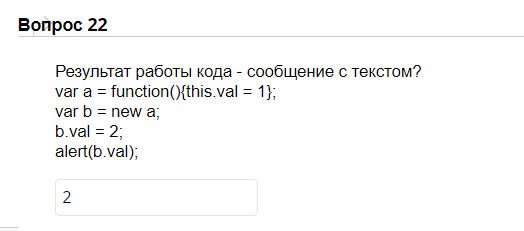 Вопрос 22
Результат работы кода - сообщение с текстом?
var a = function(){this.val = 1};
var b = new a;
b.val = 2;
alert(b.val);
2